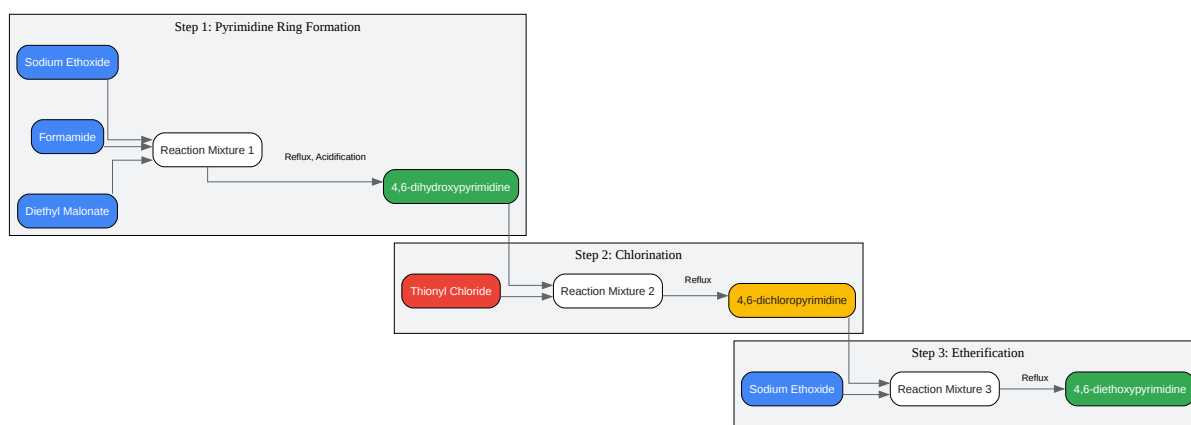 Step 1: Pyrimidine Ring Formation
Sodium Ethoxide
Formamide
Reaction Mixture 1
Reflux, Acidification
4,6-dihydroxypyrimidine
Diethyl Malonate
Step 2: Chlorination
Thionyl Chloride
Reaction Mixture 2
Reflux
4,6-dichloropyrimidine
Step 3: Etherification
Sodium Ethoxide
Reaction Mixture 3
Reflux
4,6-diethoxypyrimidine